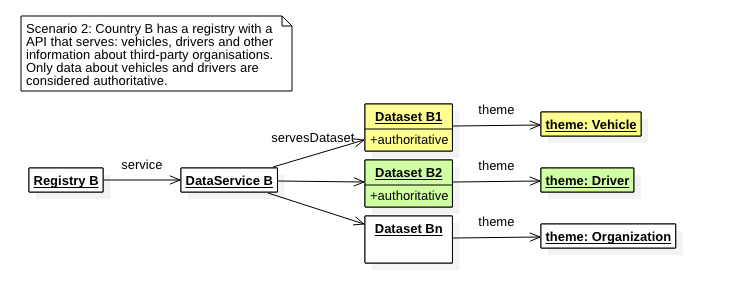 Scenario 2: Country B has a registry with a
API that serves: vehicles, drivers and other
information about third-party organisations.
Only data about vehicles and drivers are
considered authoritative.
Dataset B1
+authoritative
theme
theme: Vehicle
servesDataset
service
Registry B
DataService B
Dataset B2
+authoritative
theme
theme: Driver
Dataset Bn
theme
theme: Organization